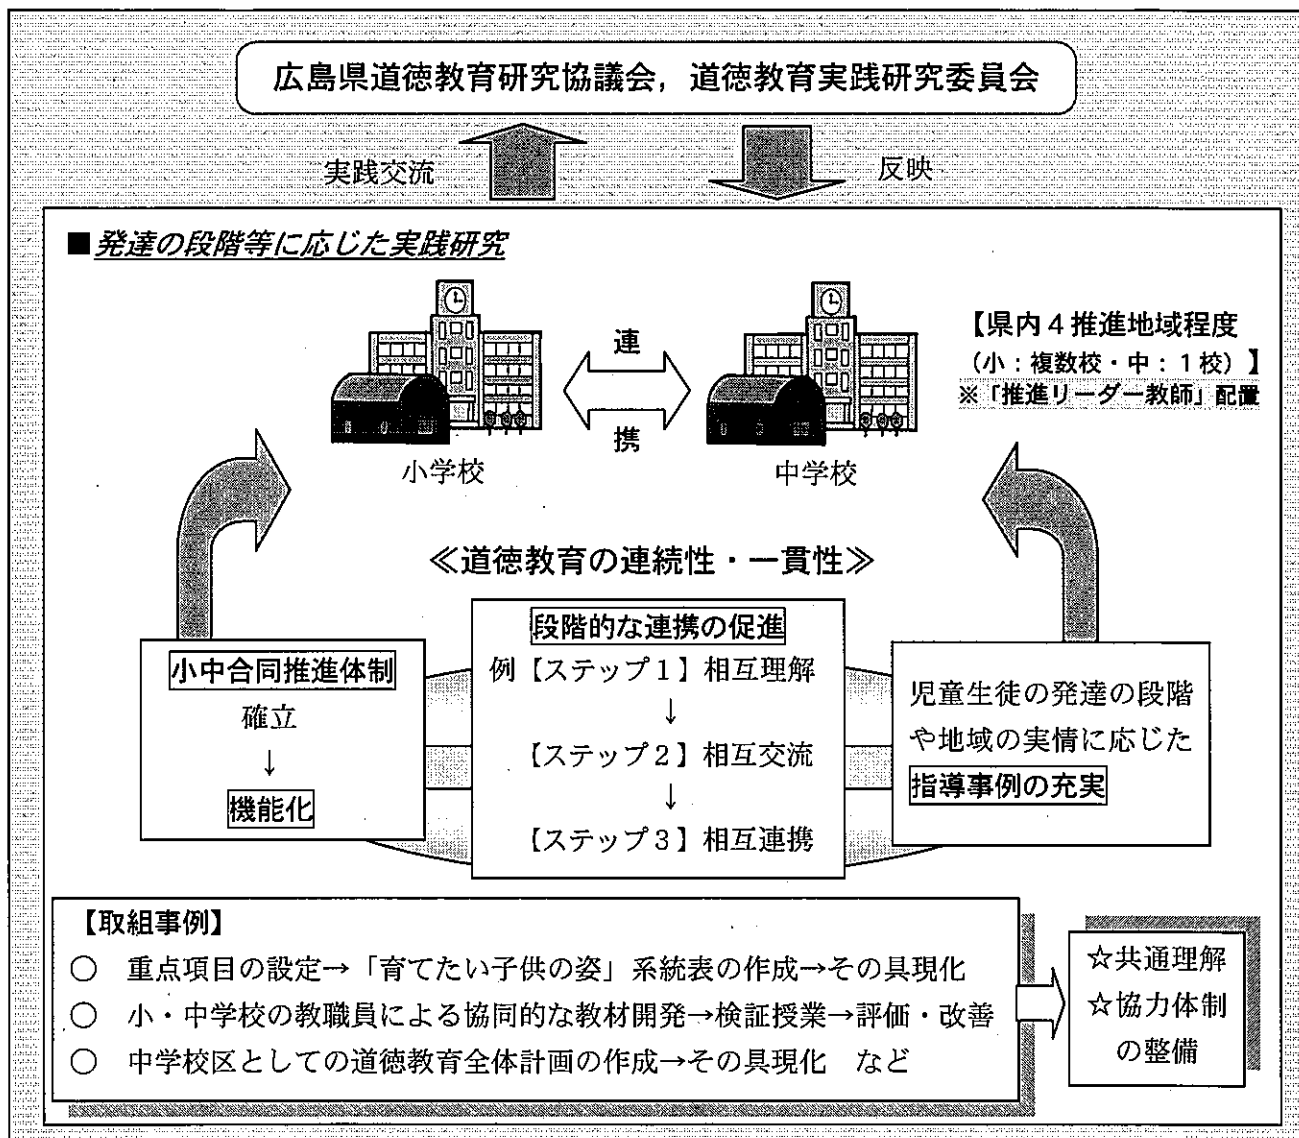 広島県道徳教育研究協議会，道徳教育実践研究委員会
実践交流
反映
■発達の段階等に応じた実践研究
【県内４推進地域程度
（小：複数校・中：１校）】
※「推進リーダー教師」配置
連
携
小学校
中学校
≪道徳教育の連続性・一貫性≫
小中合同推進体制
確立
↓
機能化
段階的な連携の促進
例【ステップ１】相互理解
↓
【ステップ２】相互交流
↓
【ステップ３】相互連携
児童生徒の発達の段階
や地域の実情に応じた
指導事例の充実
【取組事例】
○　重点項目の設定→「育てたい子供の姿」系統表の作成→その具現化
○　小・中学校の教職員による協同的な教材開発→検証授業→評価・改善
○　中学校区としての道徳教育全体計画の作成→その具現化　など
☆共通理解
☆協力体制
の整備